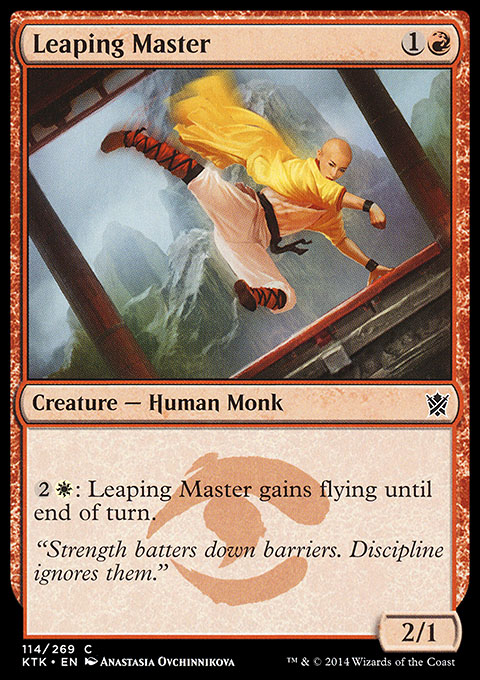 Leaping Master 1
Creature — Human Monk
2 : Leaping Master gains flying until
end of turn.
“Strength batters down barriers. Discipline
ignores them.”
2/1
114/269 C
KTK • EN Anastasia Ovchinnikova
™ & © 2014 Wizards of the Coast